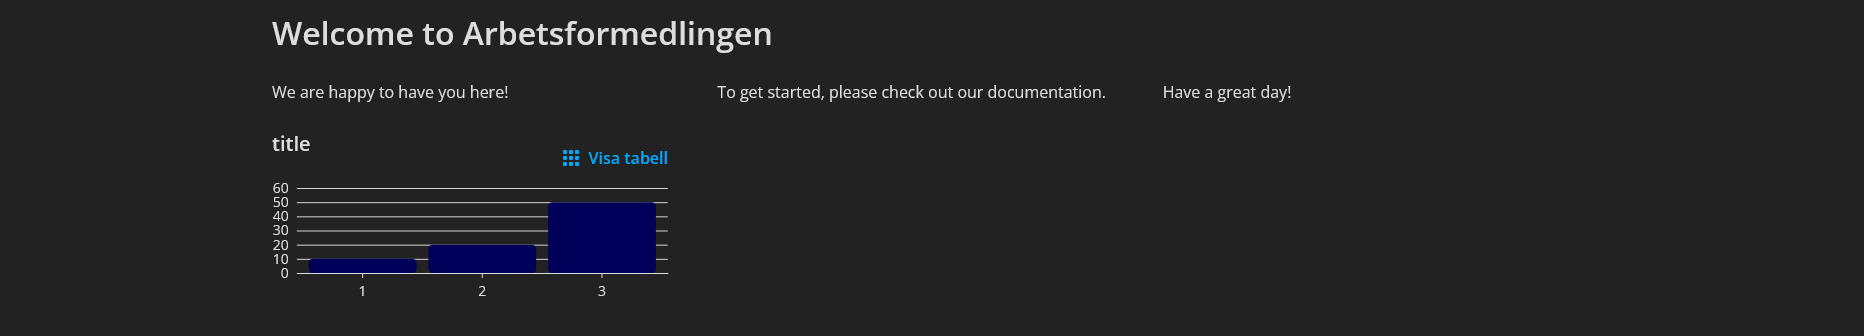 Welcome to Arbetsformedlingen
We are happy to have you here!
To get started, please check out our documentation.
Have a great day!
title
Visa tabell
60
50
40
30
20
10
0
1
2
3